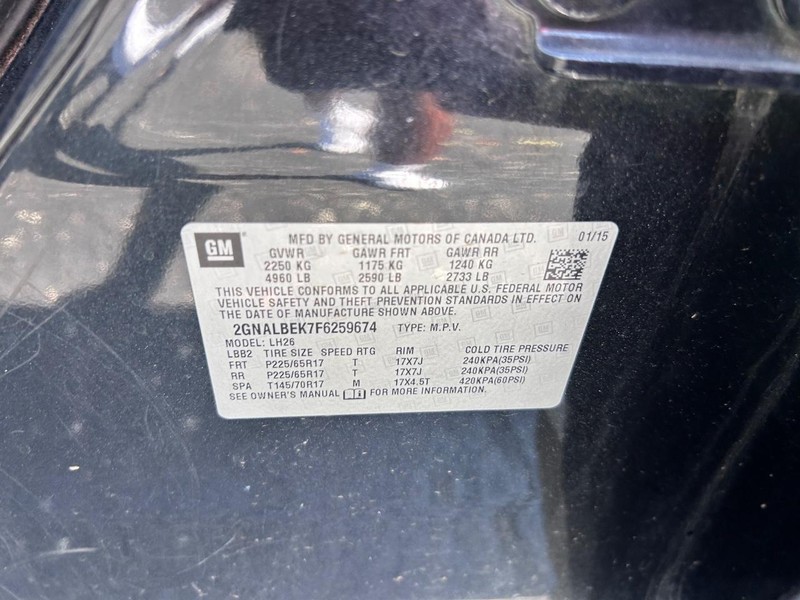 GM
MFD BY GENERAL MOTORS OF CANADA LTD. 01/15
GVWR GAWR FRT GAWR RR
2250 KG 1175 KG 1240 KG
4960 LB 2590 LB 2733 LB
THIS VEHICLE CONFORMS TO ALL APPLICABLE U.S. FEDERAL MOTOR
VEHICLE SAFETY AND THEFT PREVENTION STANDARDS IN EFFECT ON
THE DATE OF MANUFACTURE SHOWN ABOVE.
2GNALBEK7F6259674 TYPE: M.P.V.
MODEL: LH26
LBB2 TIRE SIZE SPEED RTG RIM COLD TIRE PRESSURE
FRT P225/65R17 T 17X7J 240KPA(35PSI)
RR P225/65R17 T 17X7J 240KPA(35PSI)
SPA T145/70R17 M 17X4.5T 420KPA(60PSI)
SEE OWNER'S MANUAL FOR MORE INFORMATION.